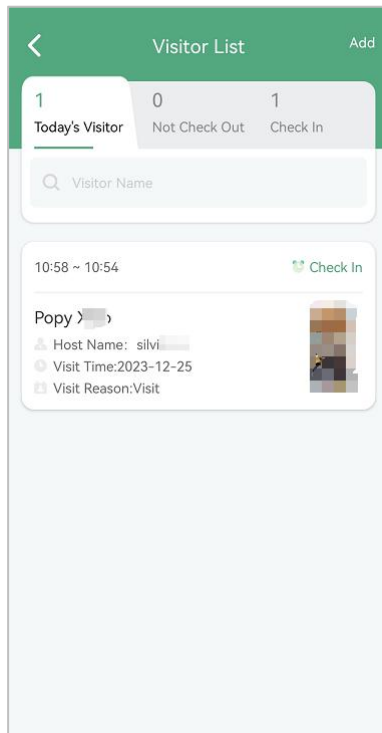 Visitor List
Add
1
Today's Visitor
0
Not Check Out
1
Check In
Visitor Name
10:58 ~ 10:54
Check In
Popy
Host Name:
Visit Time:2023-12-25
Visit Reason:Visit